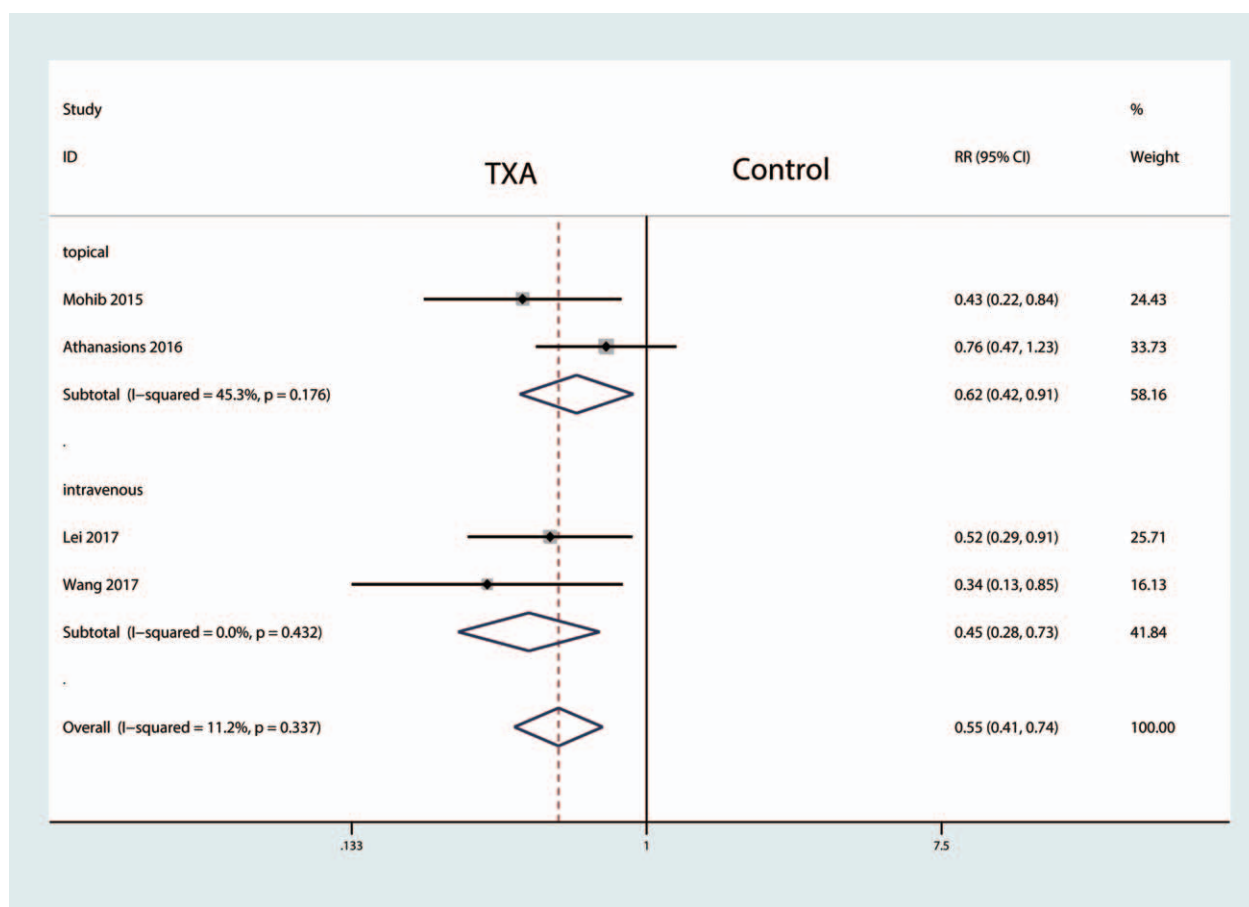 Study %
ID TXA Control RR (95% CI) Weight
topical
Mohib 2015 0.43 (0.22, 0.84) 24.43
Athanasions 2016 0.76 (0.47, 1.23) 33.73
Subtotal (I−squared = 45.3%, p = 0.176) 0.62 (0.42, 0.91) 58.16
.
intravenous
Lei 2017 0.52 (0.29, 0.91) 25.71
Wang 2017 0.34 (0.13, 0.85) 16.13
Subtotal (I−squared = 0.0%, p = 0.432) 0.45 (0.28, 0.73) 41.84
.
Overall (I−squared = 11.2%, p = 0.337) 0.55 (0.41, 0.74) 100.00
.133 1 7.5